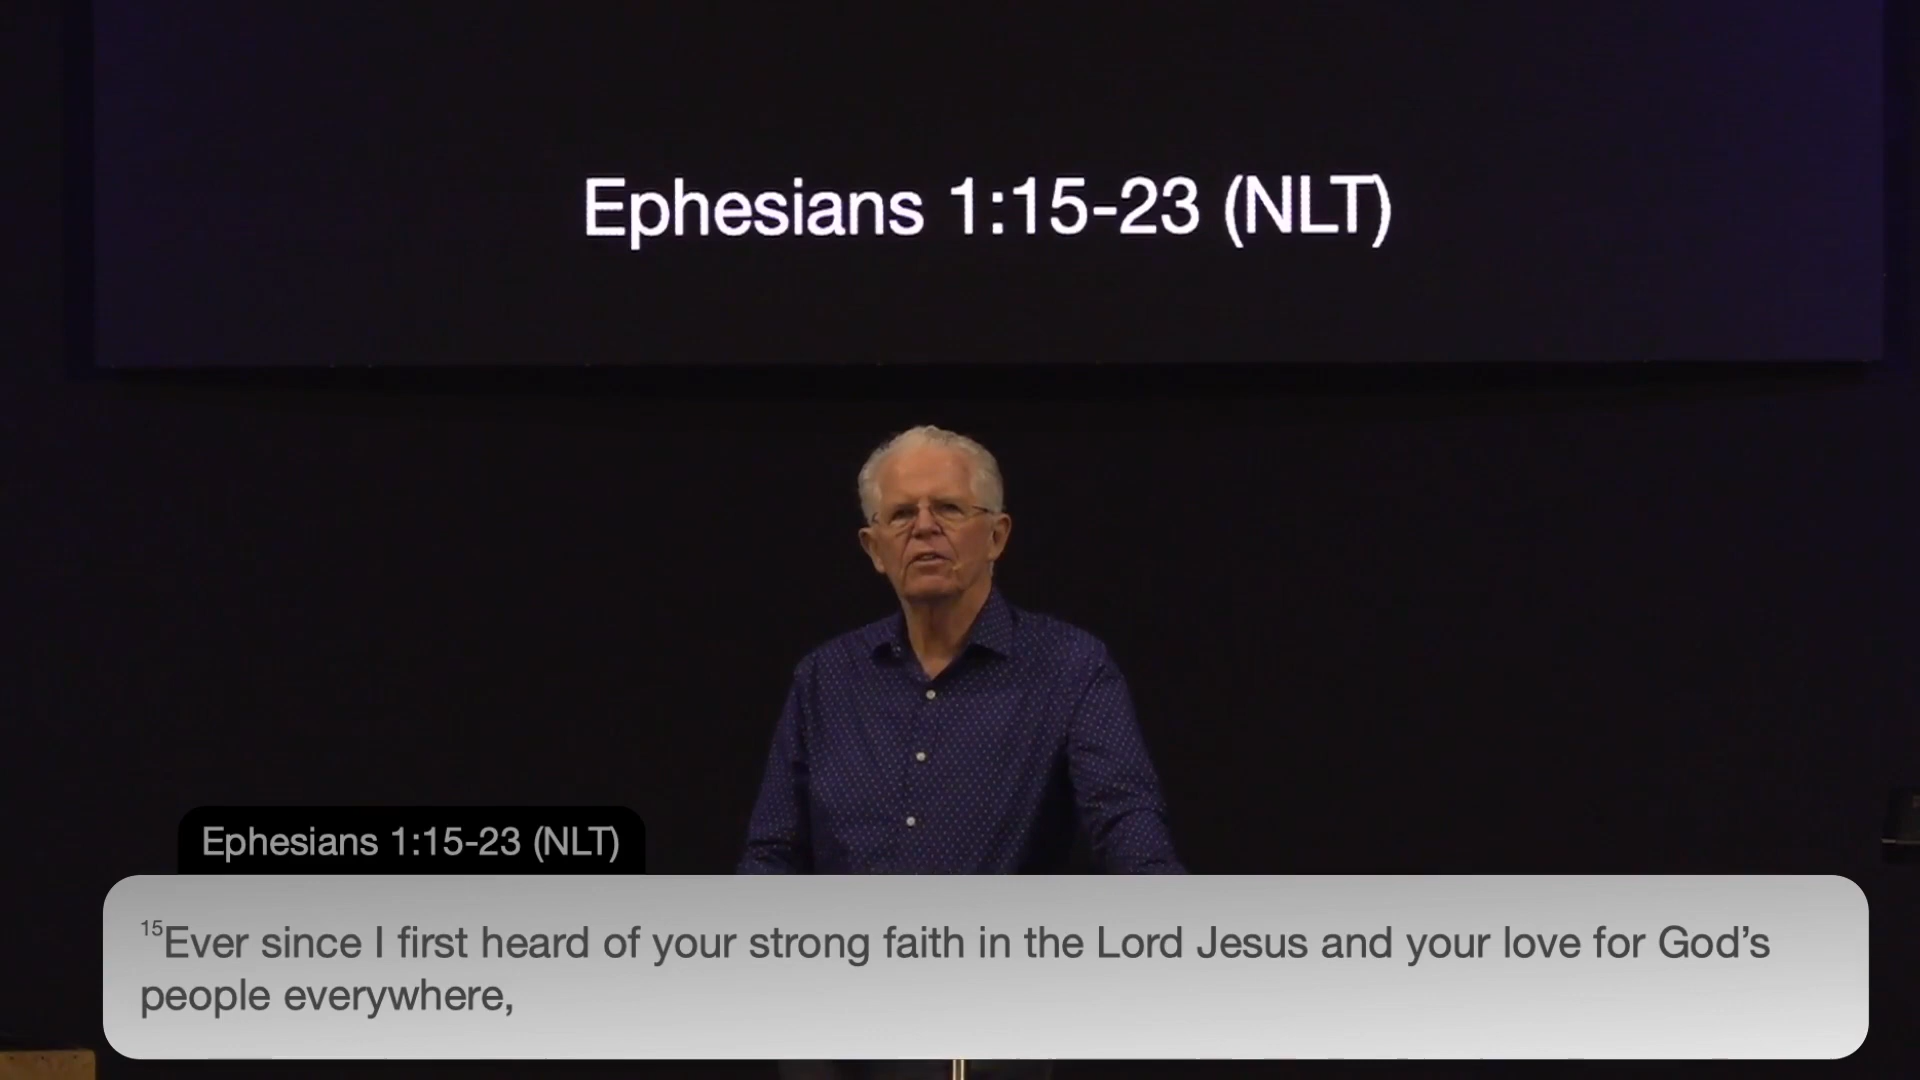 Ephesians 1:15-23 (NLT)
Ephesians 1:15-23 (NLT)
15Ever since I first heard of your strong faith in the Lord Jesus and your love for God’s
people everywhere,